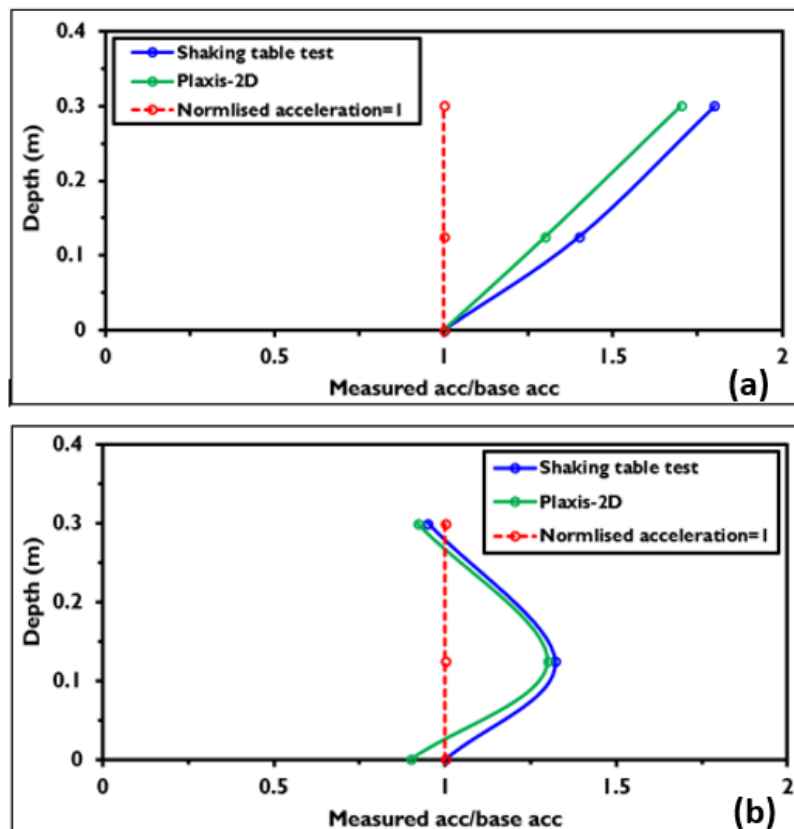 0.4
Shaking table test
Plaxis-2D
Normlised acceleration=1
0.3
Depth (m)
0.2
0.1
0
0 0.5 1 1.5 2
Measured acc/base acc
(a)
0.4
Shaking table test
Plaxis-2D
Normlised acceleration=1
0.3
Depth (m)
0.2
0.1
0
0 0.5 1 1.5 2
Measured acc/base acc
(b)